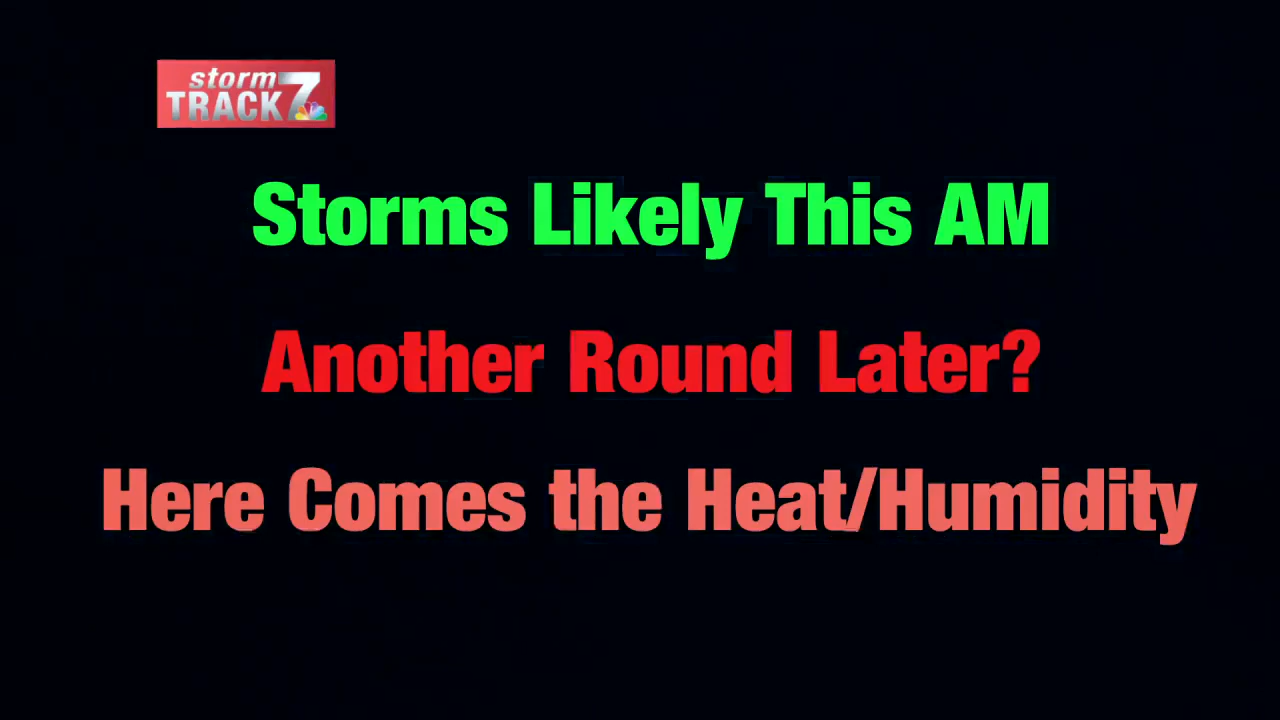 storm
TRACK 7
Storms Likely This AM
Another Round Later?
Here Comes the Heat/Humidity